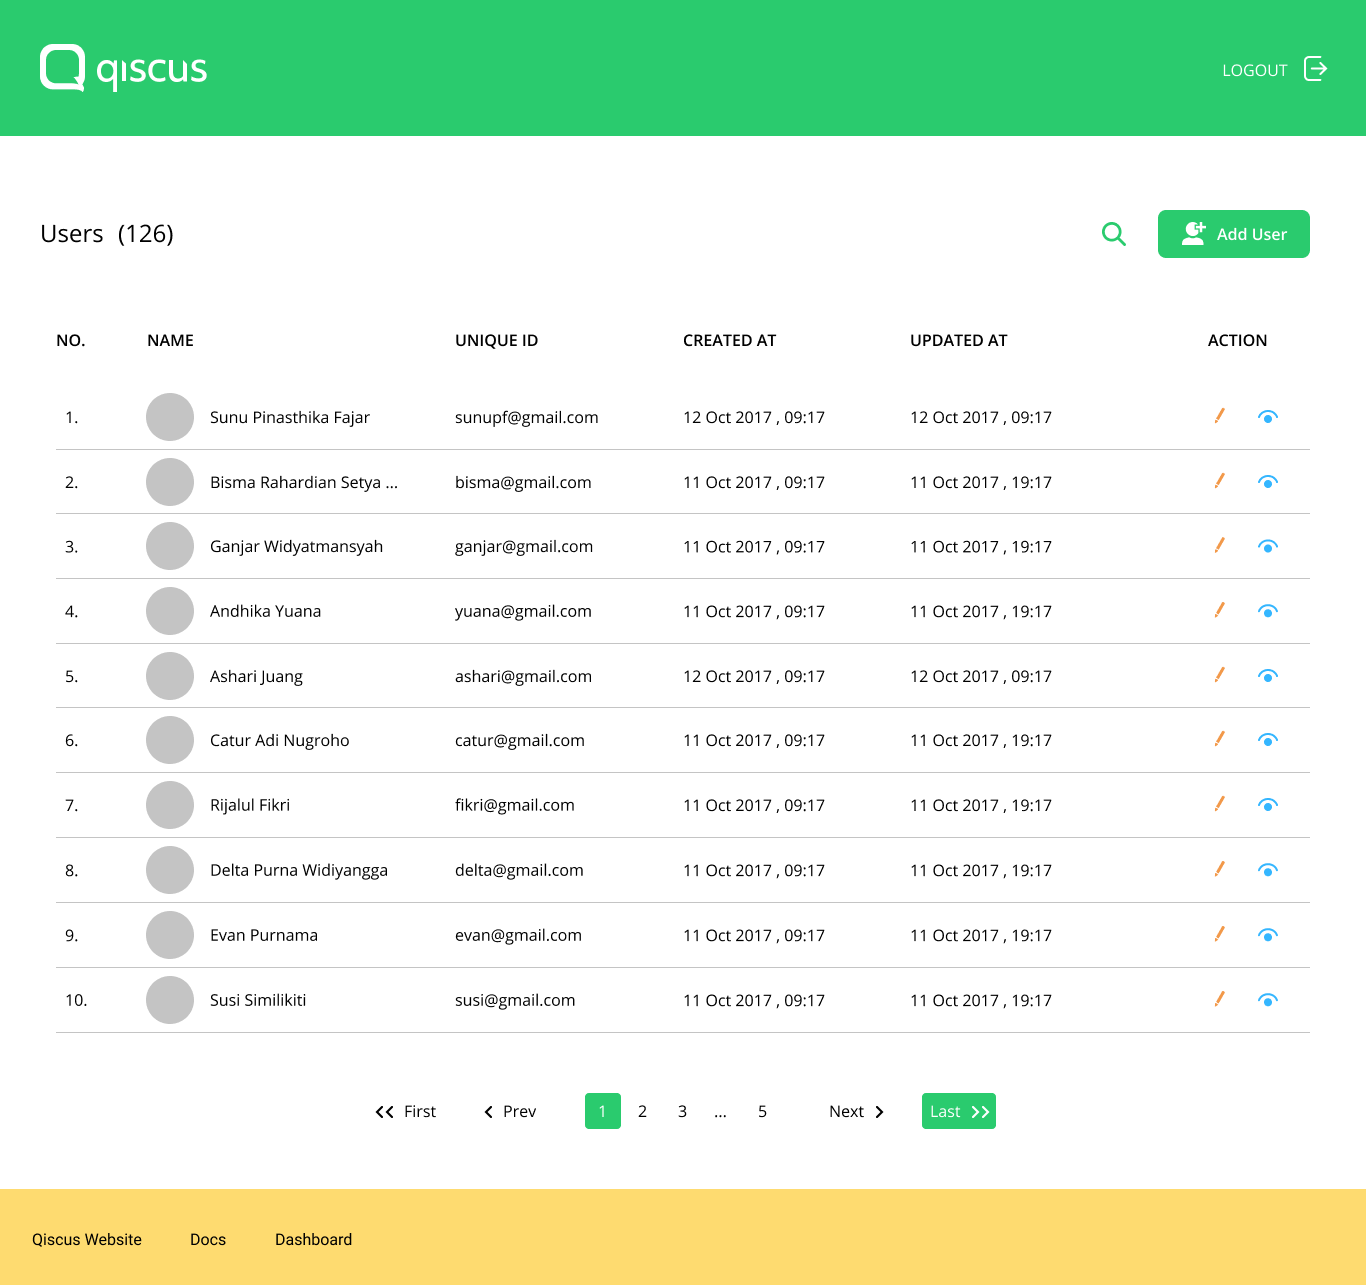 qiscus
LOGOUT
Users (126)
Add User
NO. NAME UNIQUE ID CREATED AT UPDATED AT ACTION
1. Sunu Pinasthika Fajar sunupf@gmail.com 12 Oct 2017 , 09:17 12 Oct 2017 , 09:17
2. Bisma Rahardian Setya ... bisma@gmail.com 11 Oct 2017 , 09:17 11 Oct 2017 , 19:17
3. Ganjar Widyatmansyah ganjar@gmail.com 11 Oct 2017 , 09:17 11 Oct 2017 , 19:17
4. Andhika Yuana yuana@gmail.com 11 Oct 2017 , 09:17 11 Oct 2017 , 19:17
5. Ashari Juang ashari@gmail.com 12 Oct 2017 , 09:17 12 Oct 2017 , 09:17
6. Catur Adi Nugroho catur@gmail.com 11 Oct 2017 , 09:17 11 Oct 2017 , 19:17
7. Rijalul Fikri fikri@gmail.com 11 Oct 2017 , 09:17 11 Oct 2017 , 19:17
8. Delta Purna Widiyangga delta@gmail.com 11 Oct 2017 , 09:17 11 Oct 2017 , 19:17
9. Evan Purnama evan@gmail.com 11 Oct 2017 , 09:17 11 Oct 2017 , 19:17
10. Susi Similikiti susi@gmail.com 11 Oct 2017 , 09:17 11 Oct 2017 , 19:17
First Prev 1 2 3 ... 5 Next Last
Qiscus Website Docs Dashboard